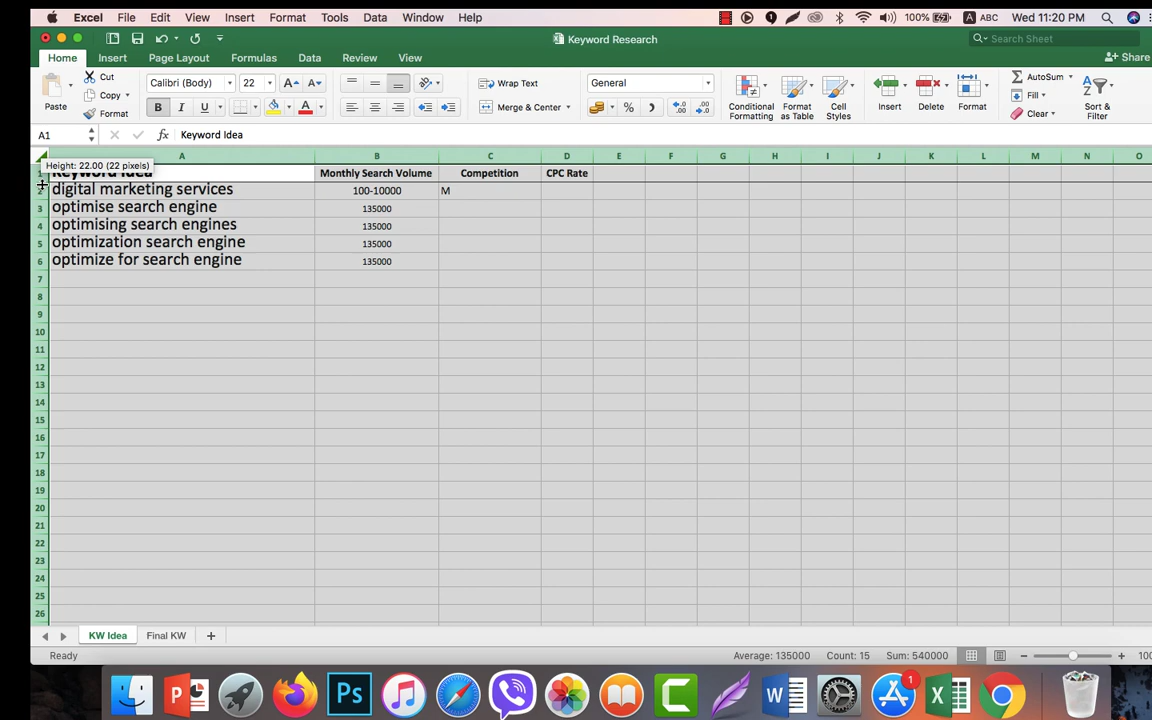 Excel File Edit View Insert Format Tools Data Window Help 100% A ABC Wed 11:20 PM
Keyword Research
Search Sheet
Home Insert Page Layout Formulas Data Review View Share
Paste Cut Copy Format
Calibri (Body) 22 A A
B I U A
Wrap Text
Merge & Center
General
%
Conditional Formatting
Format as Table
Cell Styles
Insert Delete Format
AutoSum
Fill
Clear
Sort & Filter
A1 fx Keyword Idea
A B C D E F G H I J K L M N O
Height: 22.00 (22 pixels)
1 Keyword Idea Monthly Search Volume Competition CPC Rate
2 digital marketing services 100-10000 M
3 optimise search engine 135000
4 optimising search engines 135000
5 optimization search engine 135000
6 optimize for search engine 135000
7
8
9
10
11
12
13
14
15
16
17
18
19
20
21
22
23
24
25
26
KW Idea Final KW +
Ready Average: 135000 Count: 15 Sum: 540000 100
P Ps C W 1 X